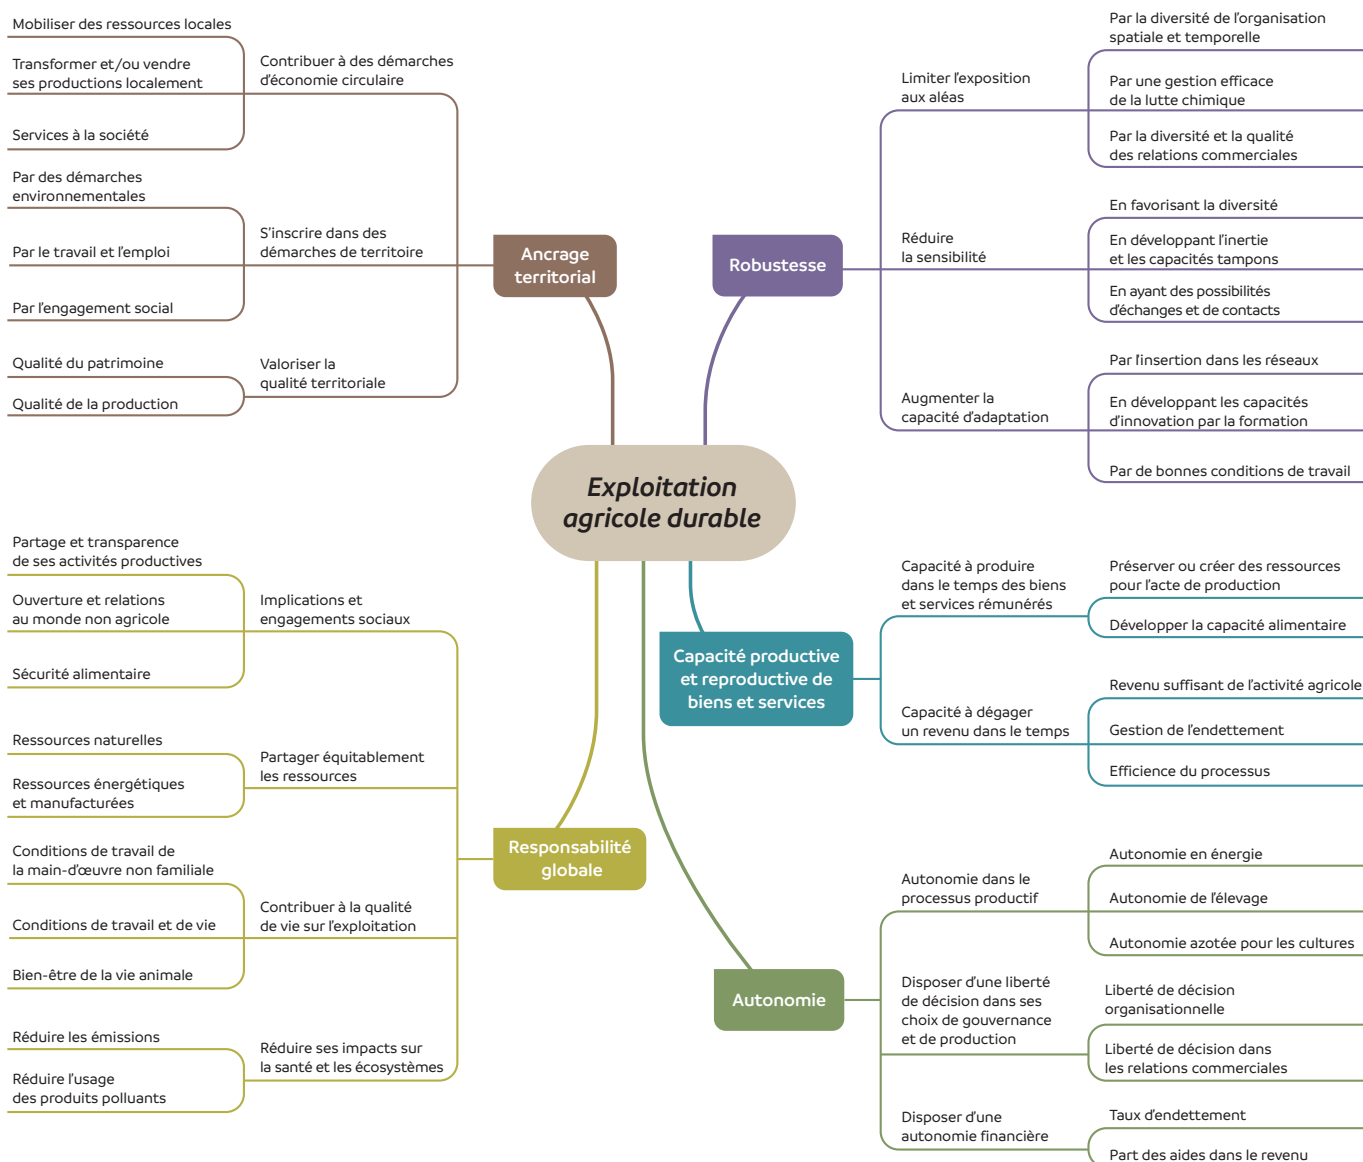 Mobiliser des ressources locales
Transformer et/ou vendre
ses productions localement
Services à la société
Contribuer à des démarches
d'économie circulaire
Par des démarches
environnementales
Par le travail et l'emploi
Par l'engagement social
S'inscrire dans des
démarches de territoire
Qualité du patrimoine
Qualité de la production
Valoriser la
qualité territoriale
Ancrage
territorial
Robustesse
Limiter l'exposition
aux aléas
Par la diversité de l'organisation
spatiale et temporelle
Par une gestion efficace
de la lutte chimique
Par la diversité et la qualité
des relations commerciales
Réduire
la sensibilité
En favorisant la diversité
En développant l'inertie
et les capacités tampons
En ayant des possibilités
d'échanges et de contacts
Augmenter la
capacité d'adaptation
Par l'insertion dans les réseaux
En développant les capacités
d'innovation par la formation
Par de bonnes conditions de travail
Exploitation
agricole durable
Partage et transparence
de ses activités productives
Ouverture et relations
au monde non agricole
Sécurité alimentaire
Implications et
engagements sociaux
Ressources naturelles
Ressources énergétiques
et manufacturées
Partager équitablement
les ressources
Conditions de travail de
la main-d'œuvre non familiale
Conditions de travail et de vie
Bien-être de la vie animale
Contribuer à la qualité
de vie sur l'exploitation
Réduire les émissions
Réduire l'usage
des produits polluants
Réduire ses impacts sur
la santé et les écosystèmes
Responsabilité
globale
Capacité productive
et reproductive de
biens et services
Capacité à produire
dans le temps des biens
et services rémunérés
Préserver ou créer des ressources
pour l'acte de production
Développer la capacité alimentaire
Capacité à dégager
un revenu dans le temps
Revenu suffisant de l'activité agricole
Gestion de l'endettement
Efficience du processus
Autonomie
Autonomie dans le
processus productif
Autonomie en énergie
Autonomie de l'élevage
Autonomie azotée pour les cultures
Disposer d'une liberté
de décision dans ses
choix de gouvernance
et de production
Liberté de décision
organisationnelle
Liberté de décision dans
les relations commerciales
Disposer d'une
autonomie financière
Taux d'endettement
Part des aides dans le revenu